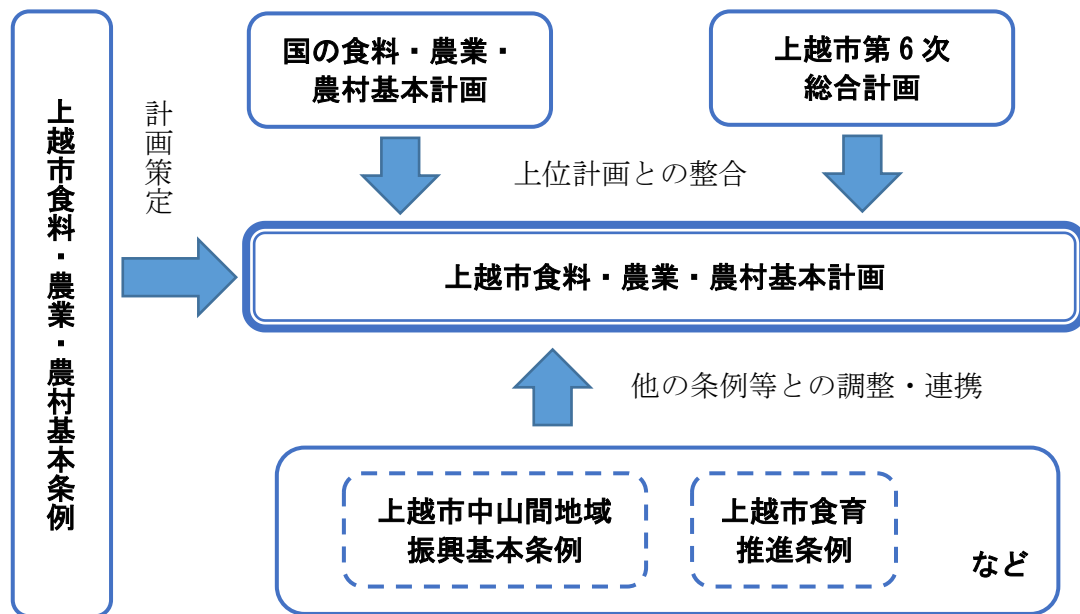 上越市食料・農業・農村基本条例
計画策定
国の食料・農業・
農村基本計画
上越市第6次
総合計画
上位計画との整合
上越市食料・農業・農村基本計画
他の条例等との調整・連携
上越市中山間地域
振興基本条例
上越市食育
推進条例
など